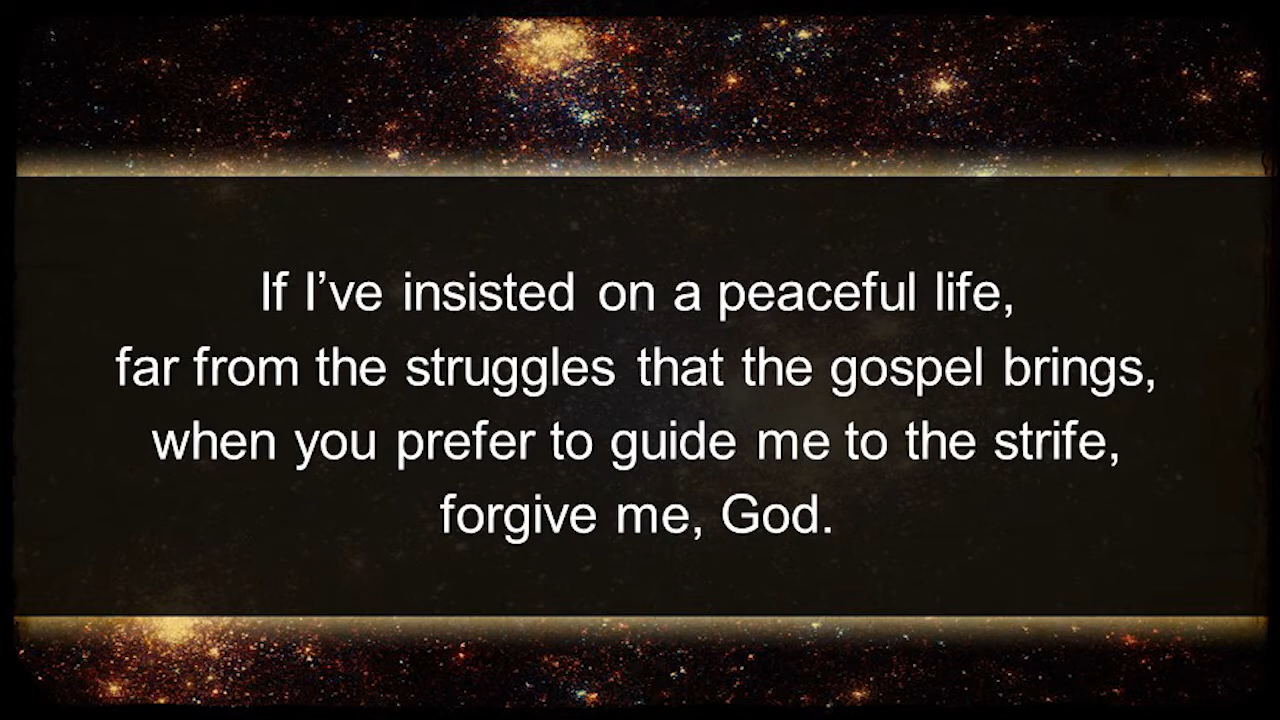 If I’ve insisted on a peaceful life,
far from the struggles that the gospel brings,
when you prefer to guide me to the strife,
forgive me, God.